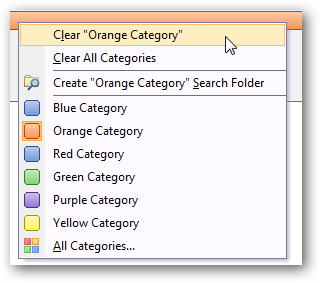 Clear "Orange Category"
Clear All Categories
Create "Orange Category" Search Folder
Blue Category
Orange Category
Red Category
Green Category
Purple Category
Yellow Category
All Categories...